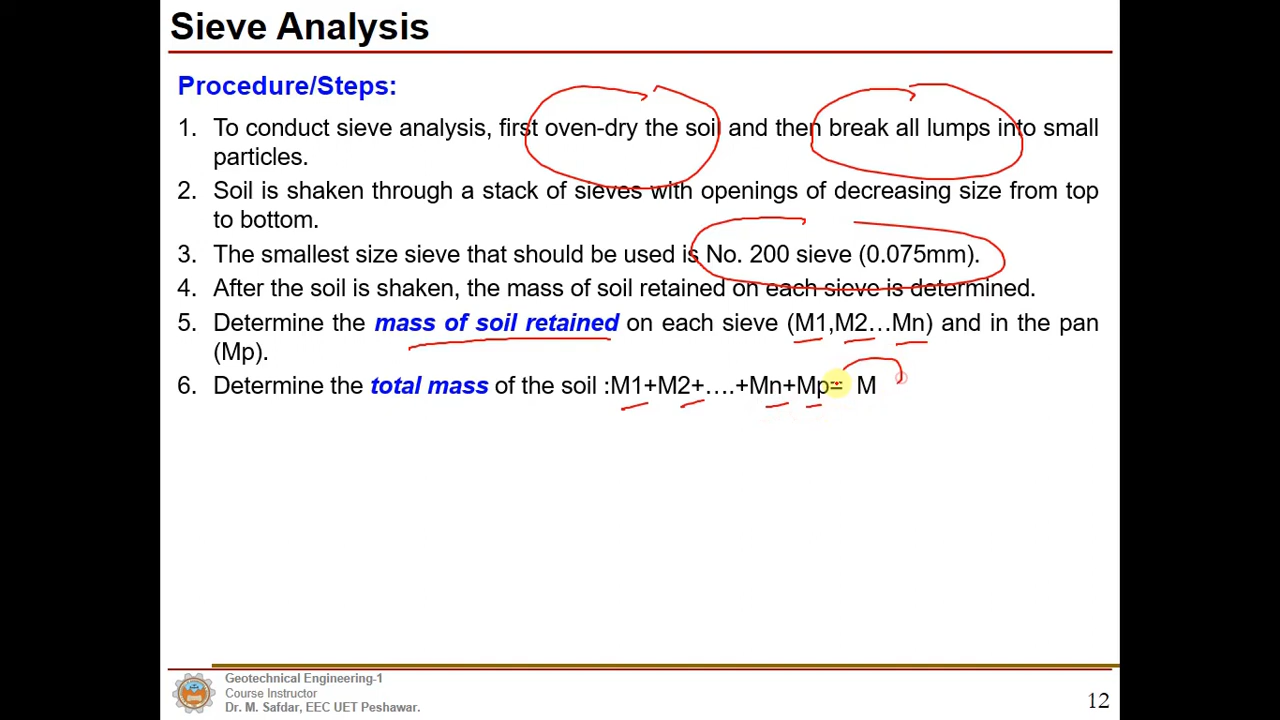 Sieve Analysis
Procedure/Steps:
1. To conduct sieve analysis, first oven-dry the soil and then break all lumps into small
particles.
2. Soil is shaken through a stack of sieves with openings of decreasing size from top
to bottom.
3. The smallest size sieve that should be used is No. 200 sieve (0.075mm).
4. After the soil is shaken, the mass of soil retained on each sieve is determined.
5. Determine the mass of soil retained on each sieve (M1,M2…Mn) and in the pan
(Mp).
6. Determine the total mass of the soil :M1+M2+….+Mn+Mp= M
Geotechnical Engineering-1
Course Instructor
Dr. M. Safdar, EEC UET Peshawar.
12